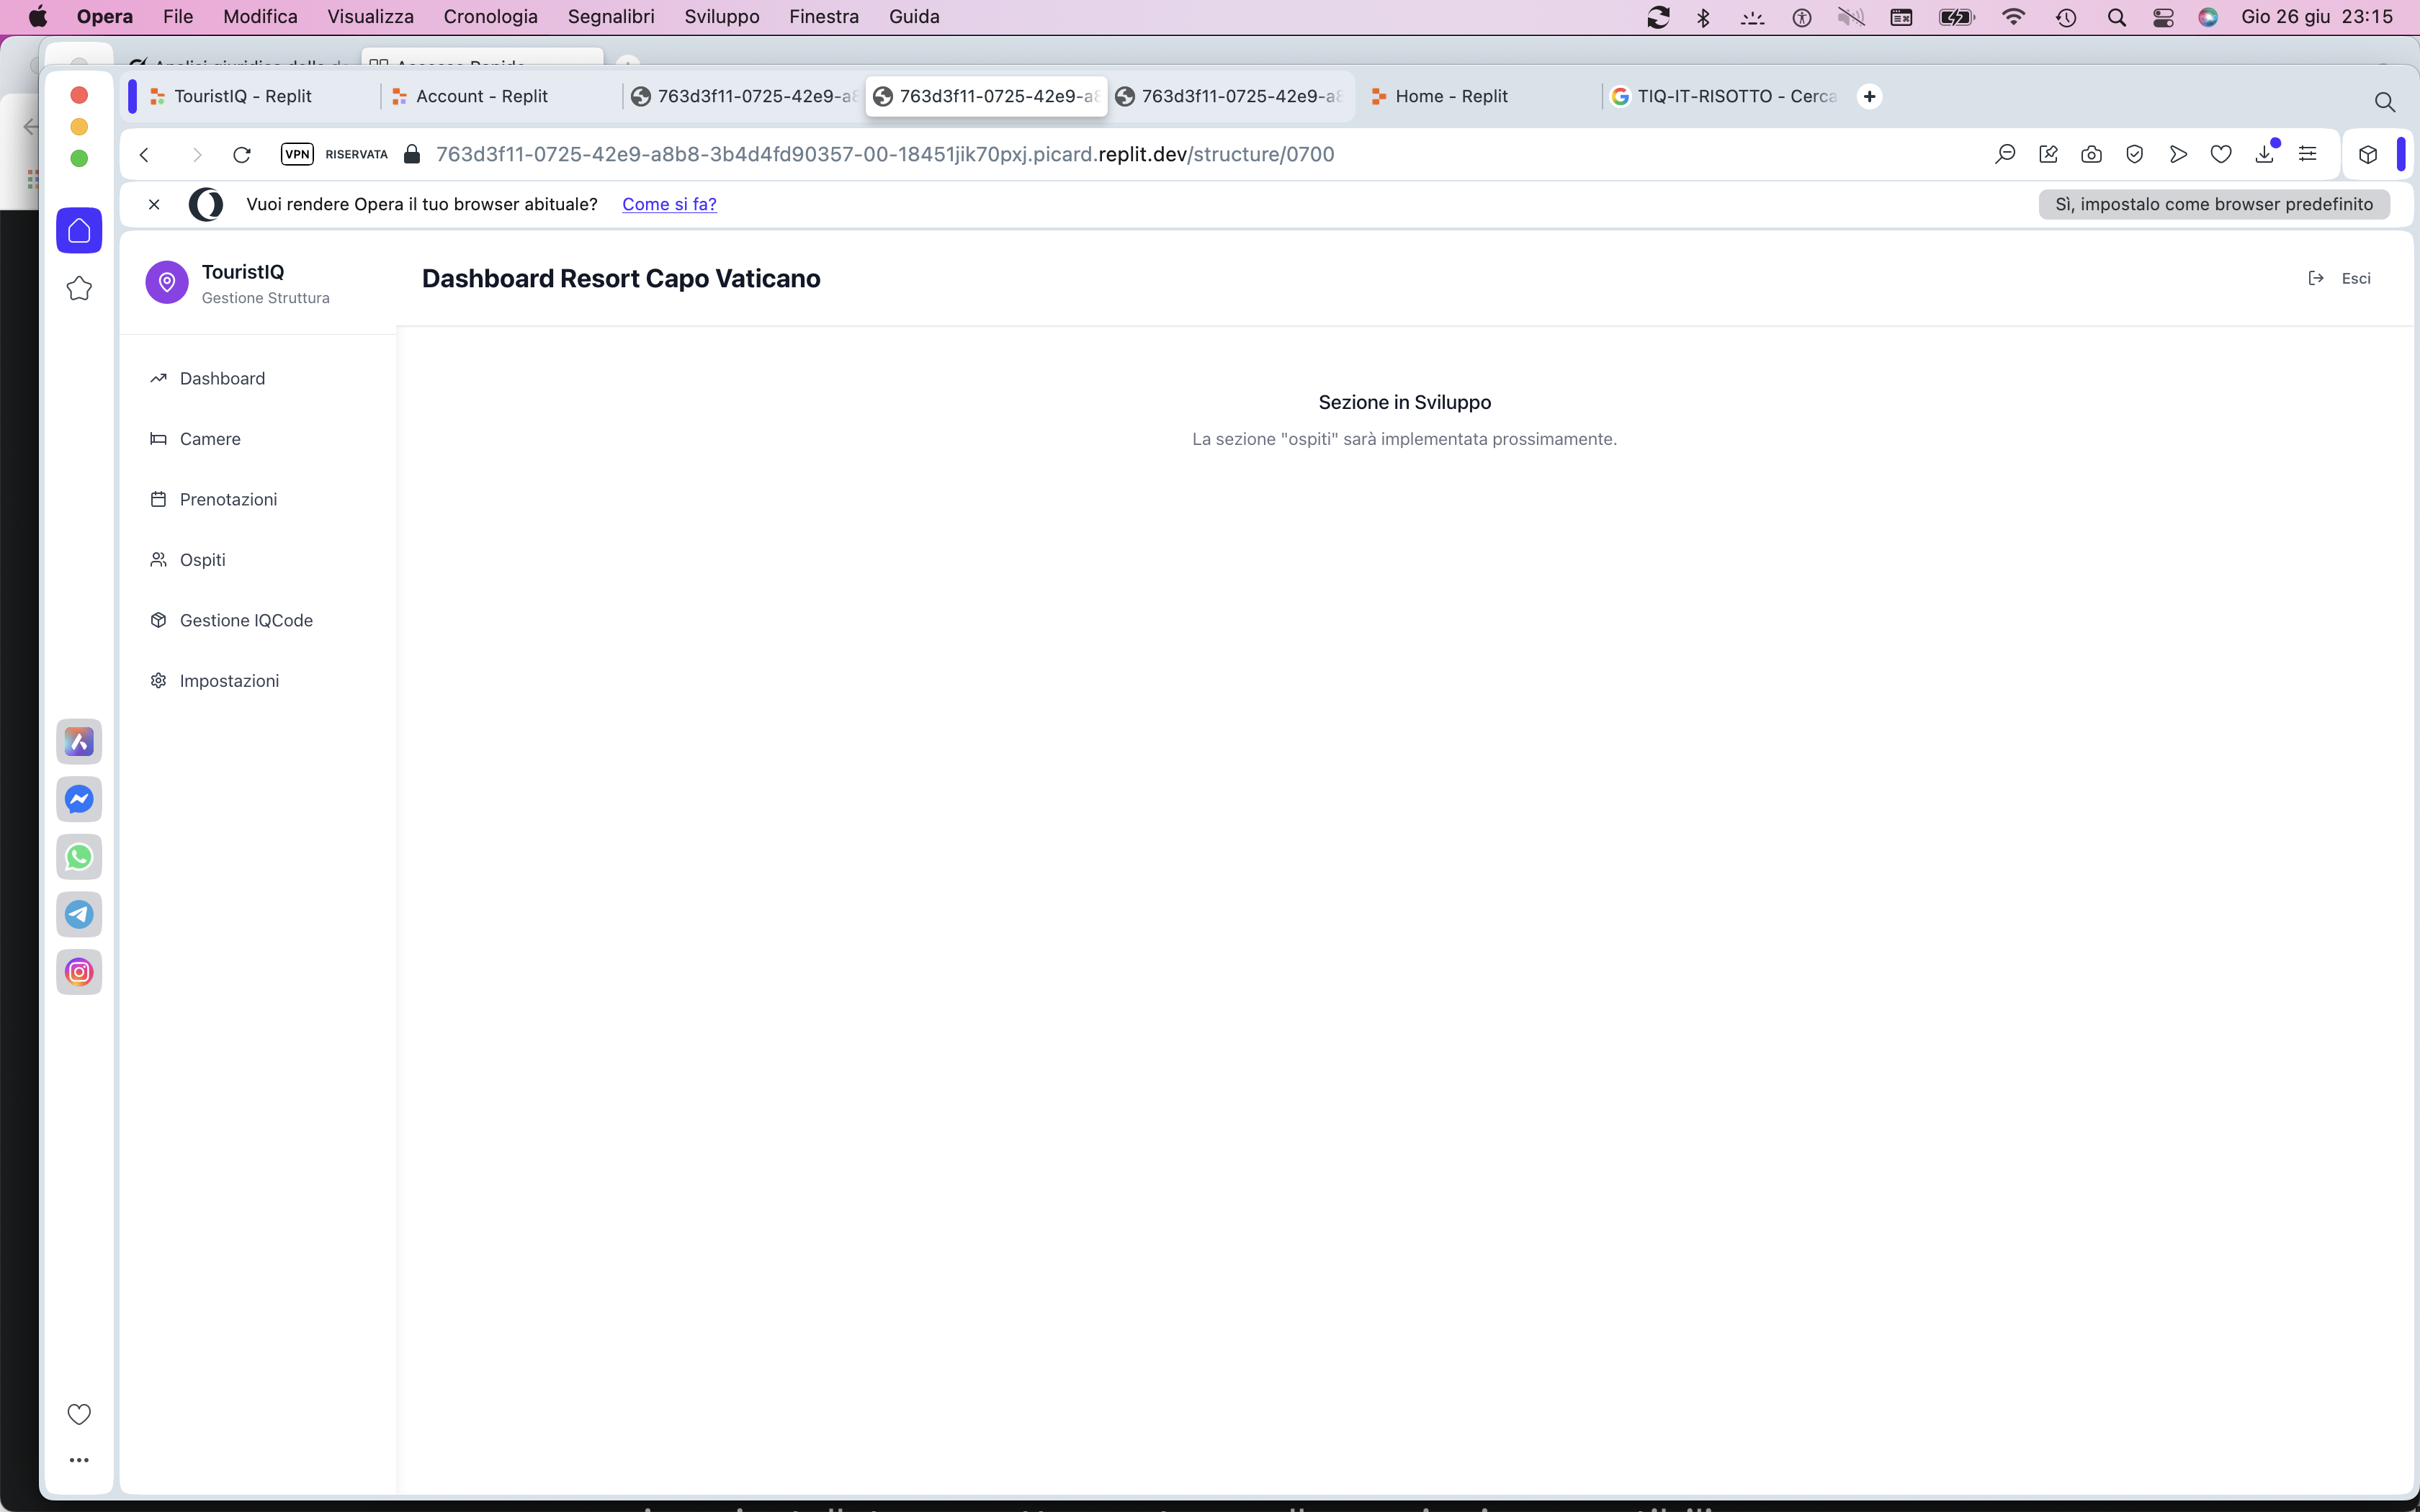 Opera File Modifica Visualizza Cronologia Segnalibri Sviluppo Finestra Guida Gio 26 giu 23:15
TouristIQ - Replit Account - Replit 763d3f11-0725-42e9-a8 763d3f11-0725-42e9-a8 763d3f11-0725-42e9-a8 Home - Replit TIQ-IT-RISOTTO - Cerca
VPN RISERVATA 763d3f11-0725-42e9-a8b8-3b4d4fd90357-00-18451jik70pxj.picard.replit.dev/structure/0700
Vuoi rendere Opera il tuo browser abituale? Come si fa? Sì, impostalo come browser predefinito
TouristIQ
Gestione Struttura
Dashboard Resort Capo Vaticano
Esci
Dashboard
Camere
Prenotazioni
Ospiti
Gestione IQCode
Impostazioni
Sezione in Sviluppo
La sezione "ospiti" sarà implementata prossimamente.